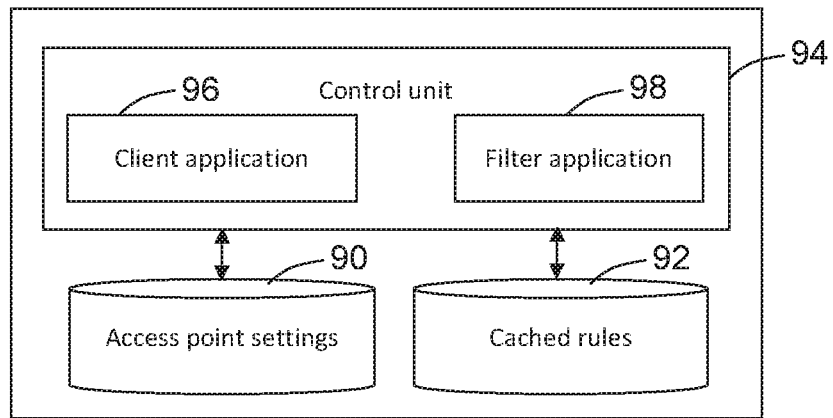 94
96
Control unit
98
Client application
Filter application
90
92
Access point settings
Cached rules